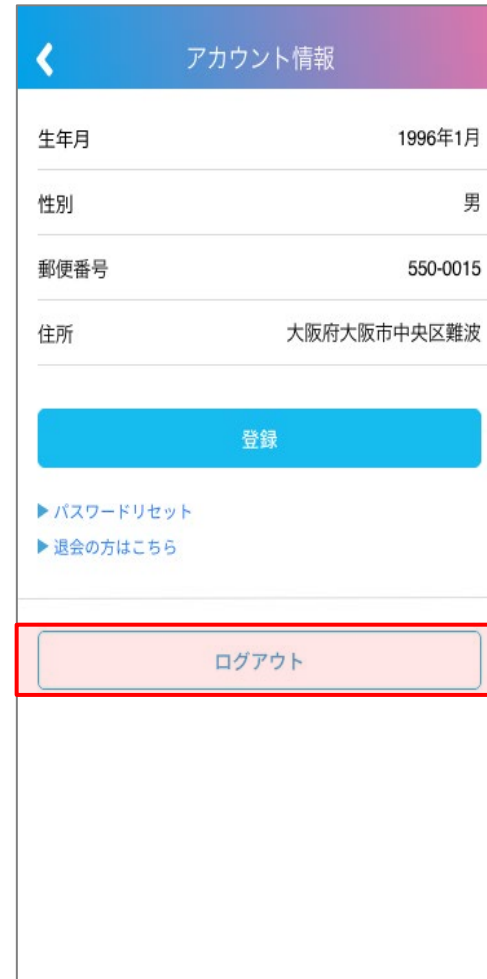 アカウント情報
生年月 1996年1月
性別 男
郵便番号 550-0015
住所 大阪府大阪市中央区難波
登録
▶パスワードリセット
▶退会の方はこちら
ログアウト